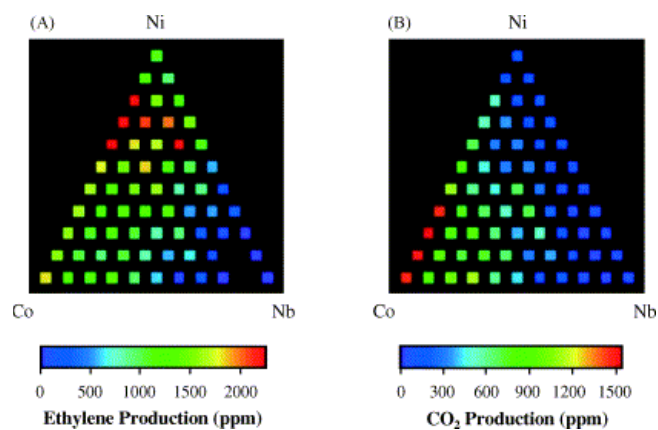 (A)
Ni
Co
Nb
0 500 1000 1500 2000
Ethylene Production (ppm)
(B)
Ni
Co
Nb
0 300 600 900 1200 1500
CO₂ Production (ppm)